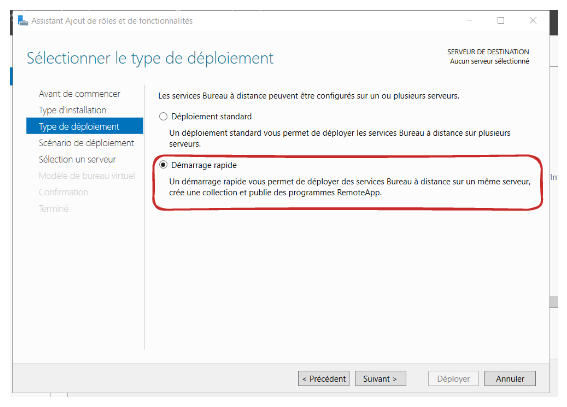 Assistant Ajout de rôles et de fonctionnalités
Sélectionner le type de déploiement
SERVEUR DE DESTINATION
Aucun serveur sélectionné
Avant de commencer
Type d'installation
Type de déploiement
Scénario de déploiement
Sélection un serveur
Modèle de bureau virtuel
Confirmation
Terminé
Les services Bureau à distance peuvent être configurés sur un ou plusieurs serveurs.
Déploiement standard
Un déploiement standard vous permet de déployer les services Bureau à distance sur plusieurs
serveurs.
Démarrage rapide
Un démarrage rapide vous permet de déployer des services Bureau à distance sur un même serveur,
créé une collection et publie des programmes RemoteApp.
In
< Précédent
Suivant >
Déployer
Annuler